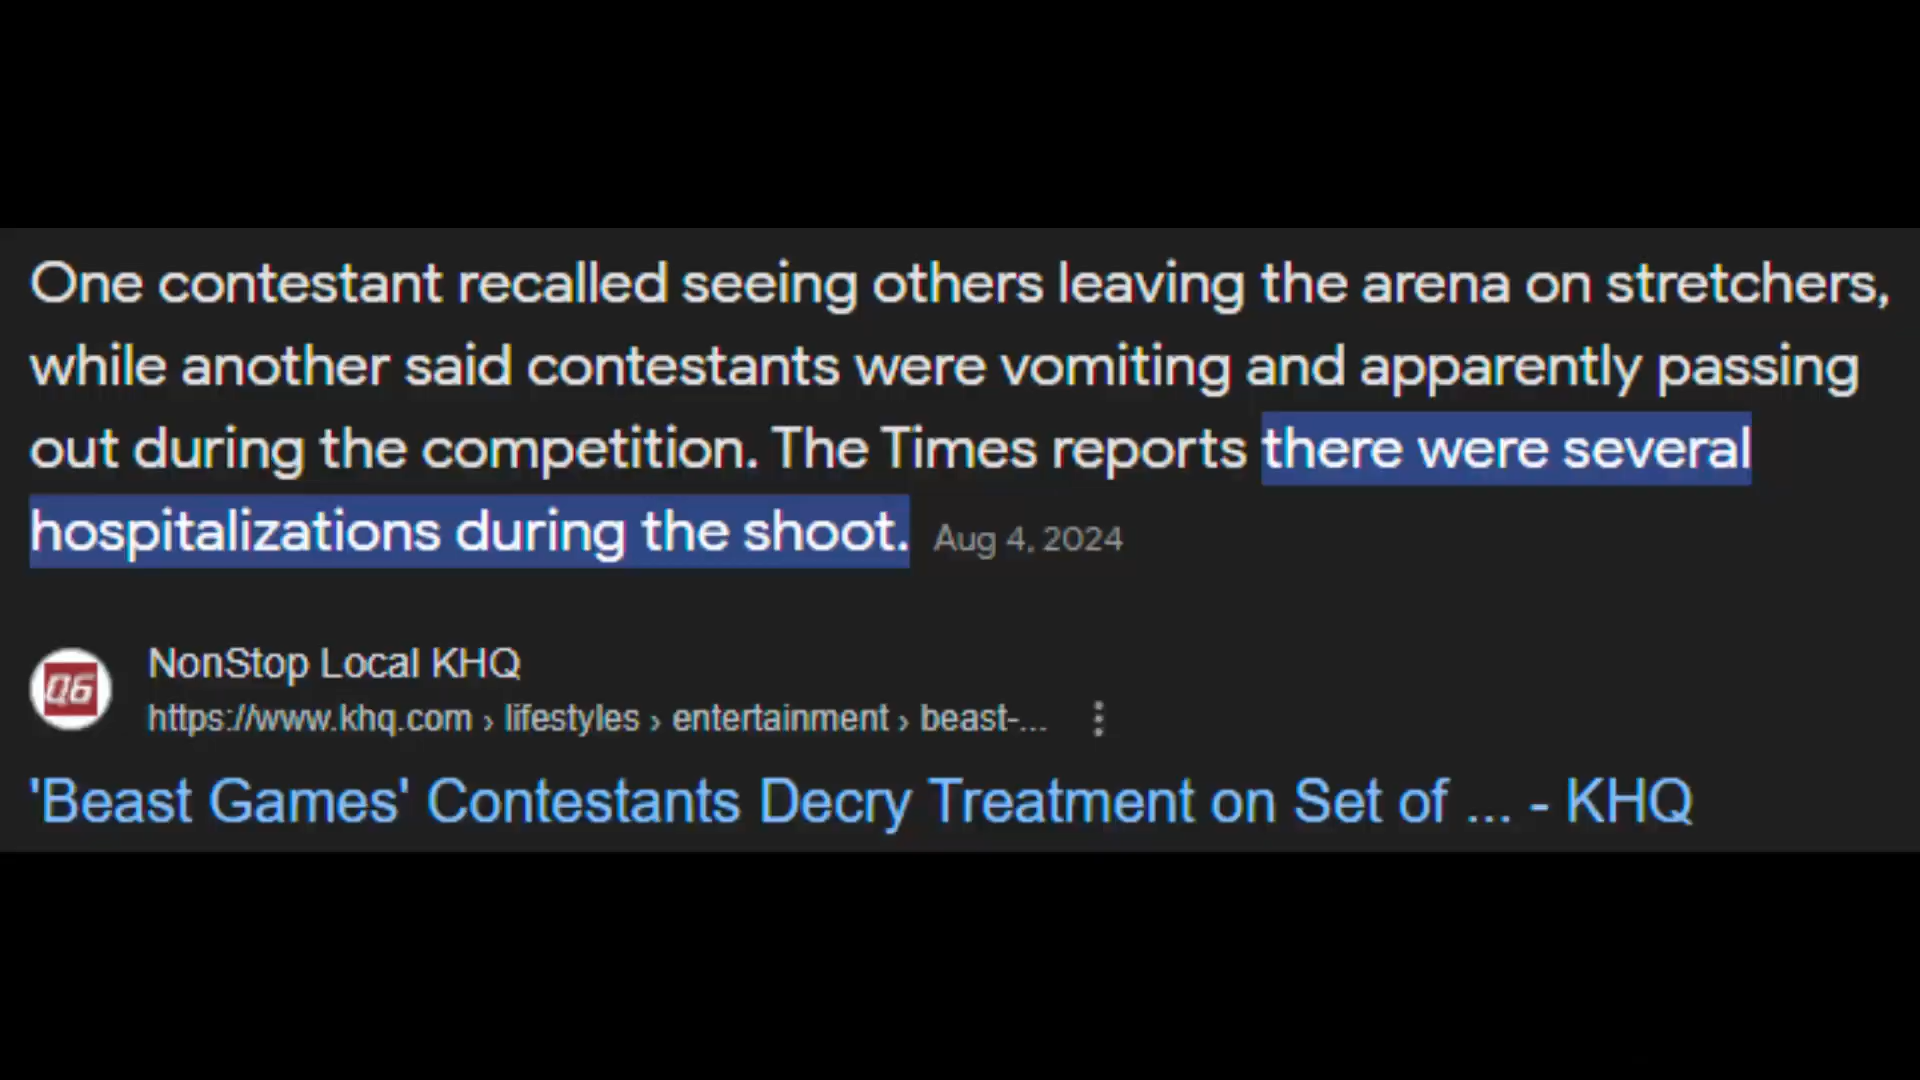 One contestant recalled seeing others leaving the arena on stretchers,
while another said contestants were vomiting and apparently passing
out during the competition. The Times reports there were several
hospitalizations during the shoot. Aug 4, 2024
Q6
NonStop Local KHQ
https://www.khq.com › lifestyles › entertainment › beast-...
'Beast Games' Contestants Decry Treatment on Set of ... - KHQ